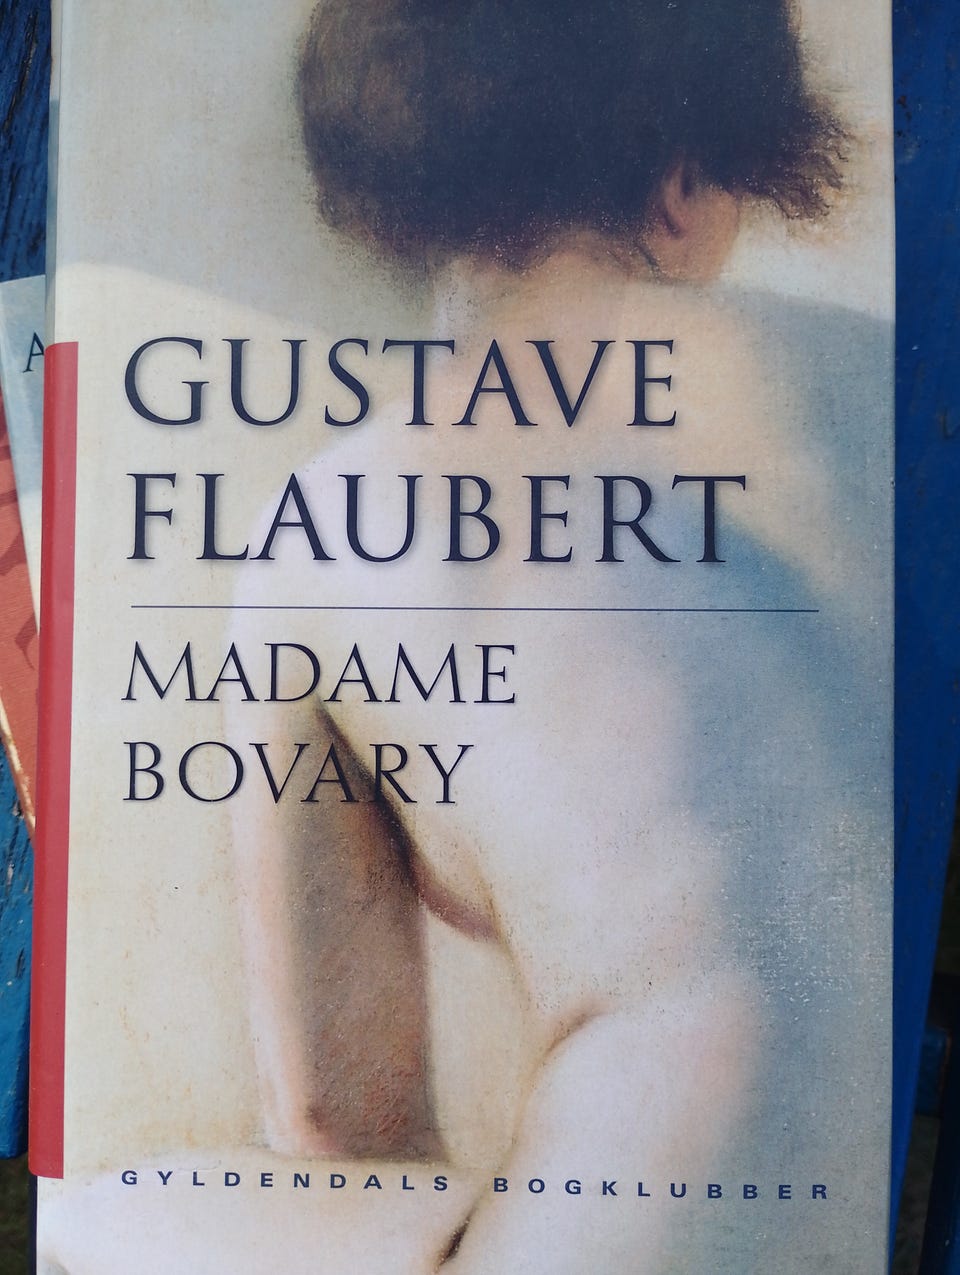 GUSTAVE
FLAUBERT
MADAME
BOVARY
GYLDENDALS BOGKLUBBER
A